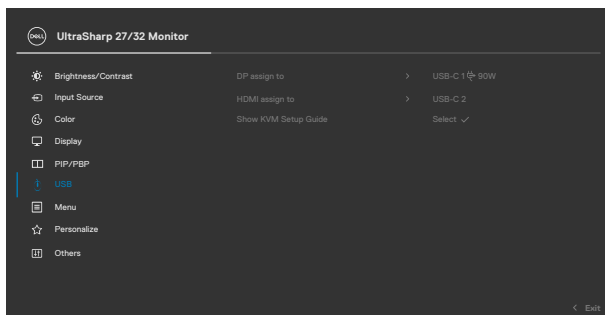 DELL UltraSharp 27/32 Monitor
Brightness/Contrast DP assign to > USB-C 1 90W
Input Source HDMI assign to > USB-C 2
Color Show KVM Setup Guide Select ✓
Display
PIP/PBP
USB
Menu
Personalize
Others
< Exit